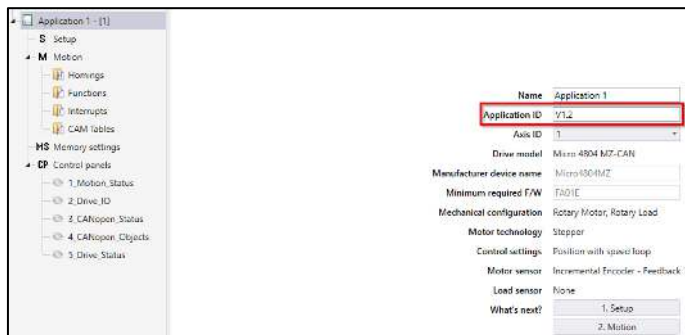 Application 1 - [1]
S Setup
M Motion
Homings
Functions
Interrupts
CAM Tables
MS Memory settings
CP Control panels
1_Motion_Status
2_Drive_IO
3_CANopen_Status
4_CANopen_Objects
5_Drive_Status
Name Application 1
Application ID V1.2
Axis ID 1
Drive model Micro 4804 MZ-CAN
Manufacturer device name Micro4804MZ
Minimum required F/W FA01E
Mechanical configuration Rotary Motor, Rotary Load
Motor technology Stepper
Control settings Position with speed loop
Motor sensor Incremental Encoder - Feedback
Load sensor None
What's next? 1. Setup
2. Motion